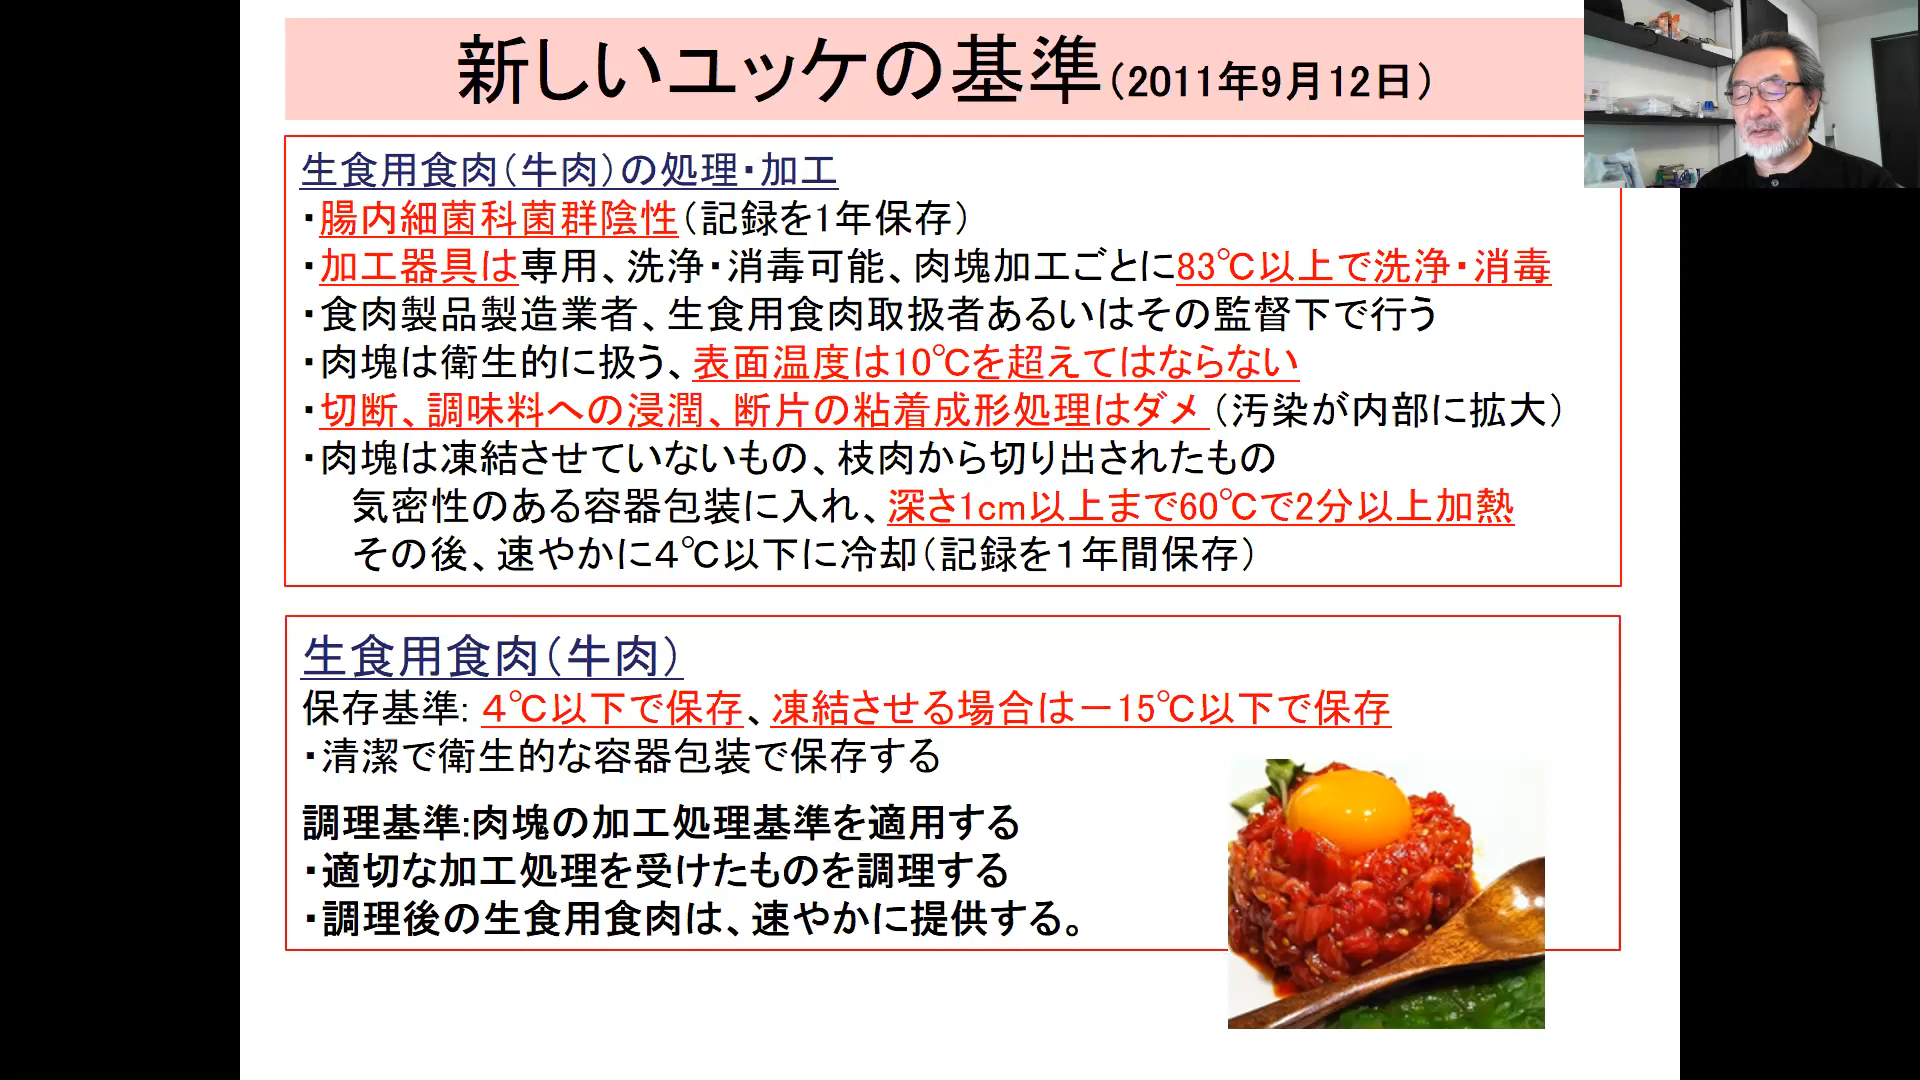 新しいユッケの基準（2011年9月12日）
生食用食肉（牛肉）の処理・加工
・腸内細菌科菌群陰性（記録を1年保存）
・加工器具は専用、洗浄・消毒可能、肉塊加工ごとに83℃以上で洗浄・消毒
・食肉製品製造業者、生食用食肉取扱者あるいはその監督下で行う
・肉塊は衛生的に扱う、表面温度は10℃を超えてはならない
・切断、調味料への浸潤、断片の粘着成形処理はダメ（汚染が内部に拡大）
・肉塊は凍結させていないもの、枝肉から切り出されたもの
気密性のある容器包装に入れ、深さ1cm以上まで60℃で2分以上加熱
その後、速やかに４℃以下に冷却（記録を１年間保存）
生食用食肉（牛肉）
保存基準: ４℃以下で保存、凍結させる場合は－15℃以下で保存
・清潔で衛生的な容器包装で保存する
調理基準:肉塊の加工処理基準を適用する
・適切な加工処理を受けたものを調理する
・調理後の生食用食肉は、速やかに提供する。